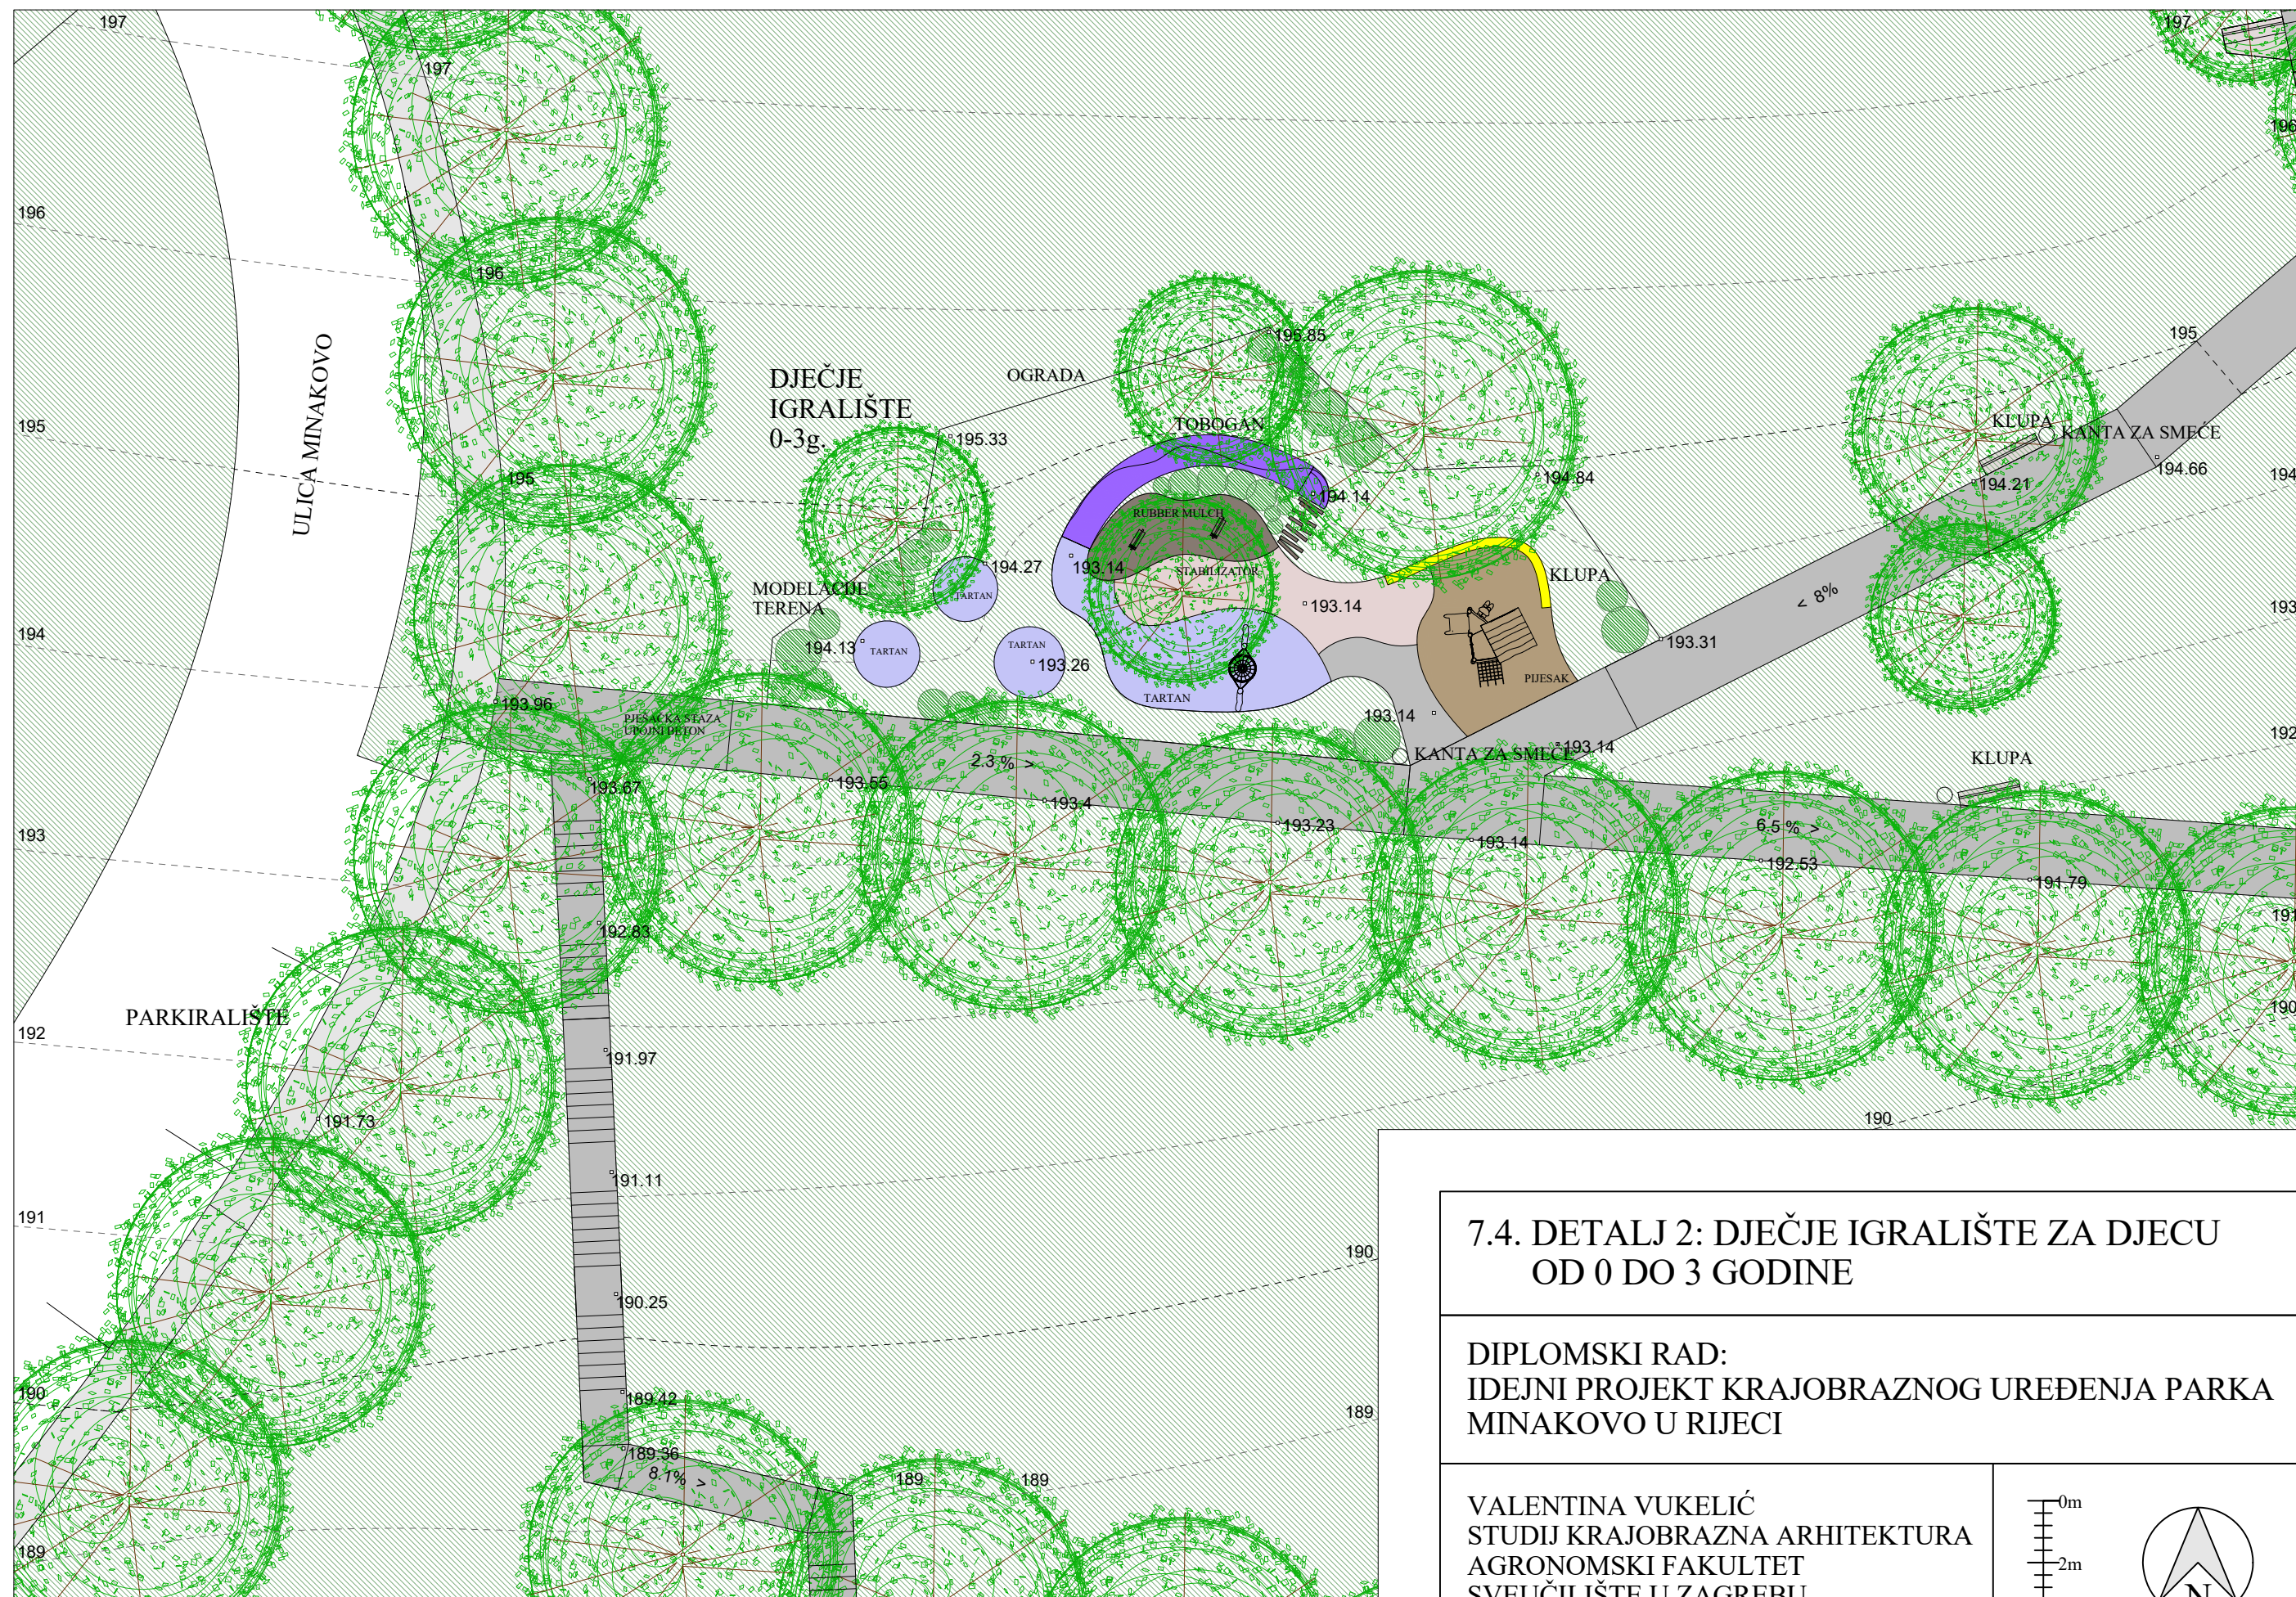 197
197
197
196
196
196
195.85
195
OGRADA
DJEČJE
IGRALIŠTE
0-3g.
ULICA MINAKOVO
195
TOBOGAN
KLUPA
KANTA ZA SMEĆE
195.33
194.66
194.84
194.21
195
194.14
RUBBER MULCH
194.27
193.14
STABILIZATOR
KLUPA
MODELACIJE
TERENA
TARTAN
193.14
< 8%
194
193.31
194.13
TARTAN
TARTAN
193.26
PIJESAK
TARTAN
193.96
PJEŠAČKA STAZA
UPOJNI BETON
193.14
193.14
KANTA ZA SMEĆE
KLUPA
2.3 % >
193.67
193.55
193.4
193.23
6.5 % >
193
193.14
192.53
191.79
192.83
PARKIRALIŠTE
192
191.97
191.73
190
191.11
191
190
190.25
190
189.42
189
189.36
8.1% >
189
189
189
7.4. DETALJ 2: DJEČJE IGRALIŠTE ZA DJECU
OD 0 DO 3 GODINE
DIPLOMSKI RAD:
IDEJNI PROJEKT KRAJOBRAZNOG UREĐENJA PARKA
MINAKOVO U RIJECI
VALENTINA VUKELIĆ
STUDIJ KRAJOBRAZNA ARHITEKTURA
AGRONOMSKI FAKULTET
SVEUČILIŠTE U ZAGREBU
0m
2m
N